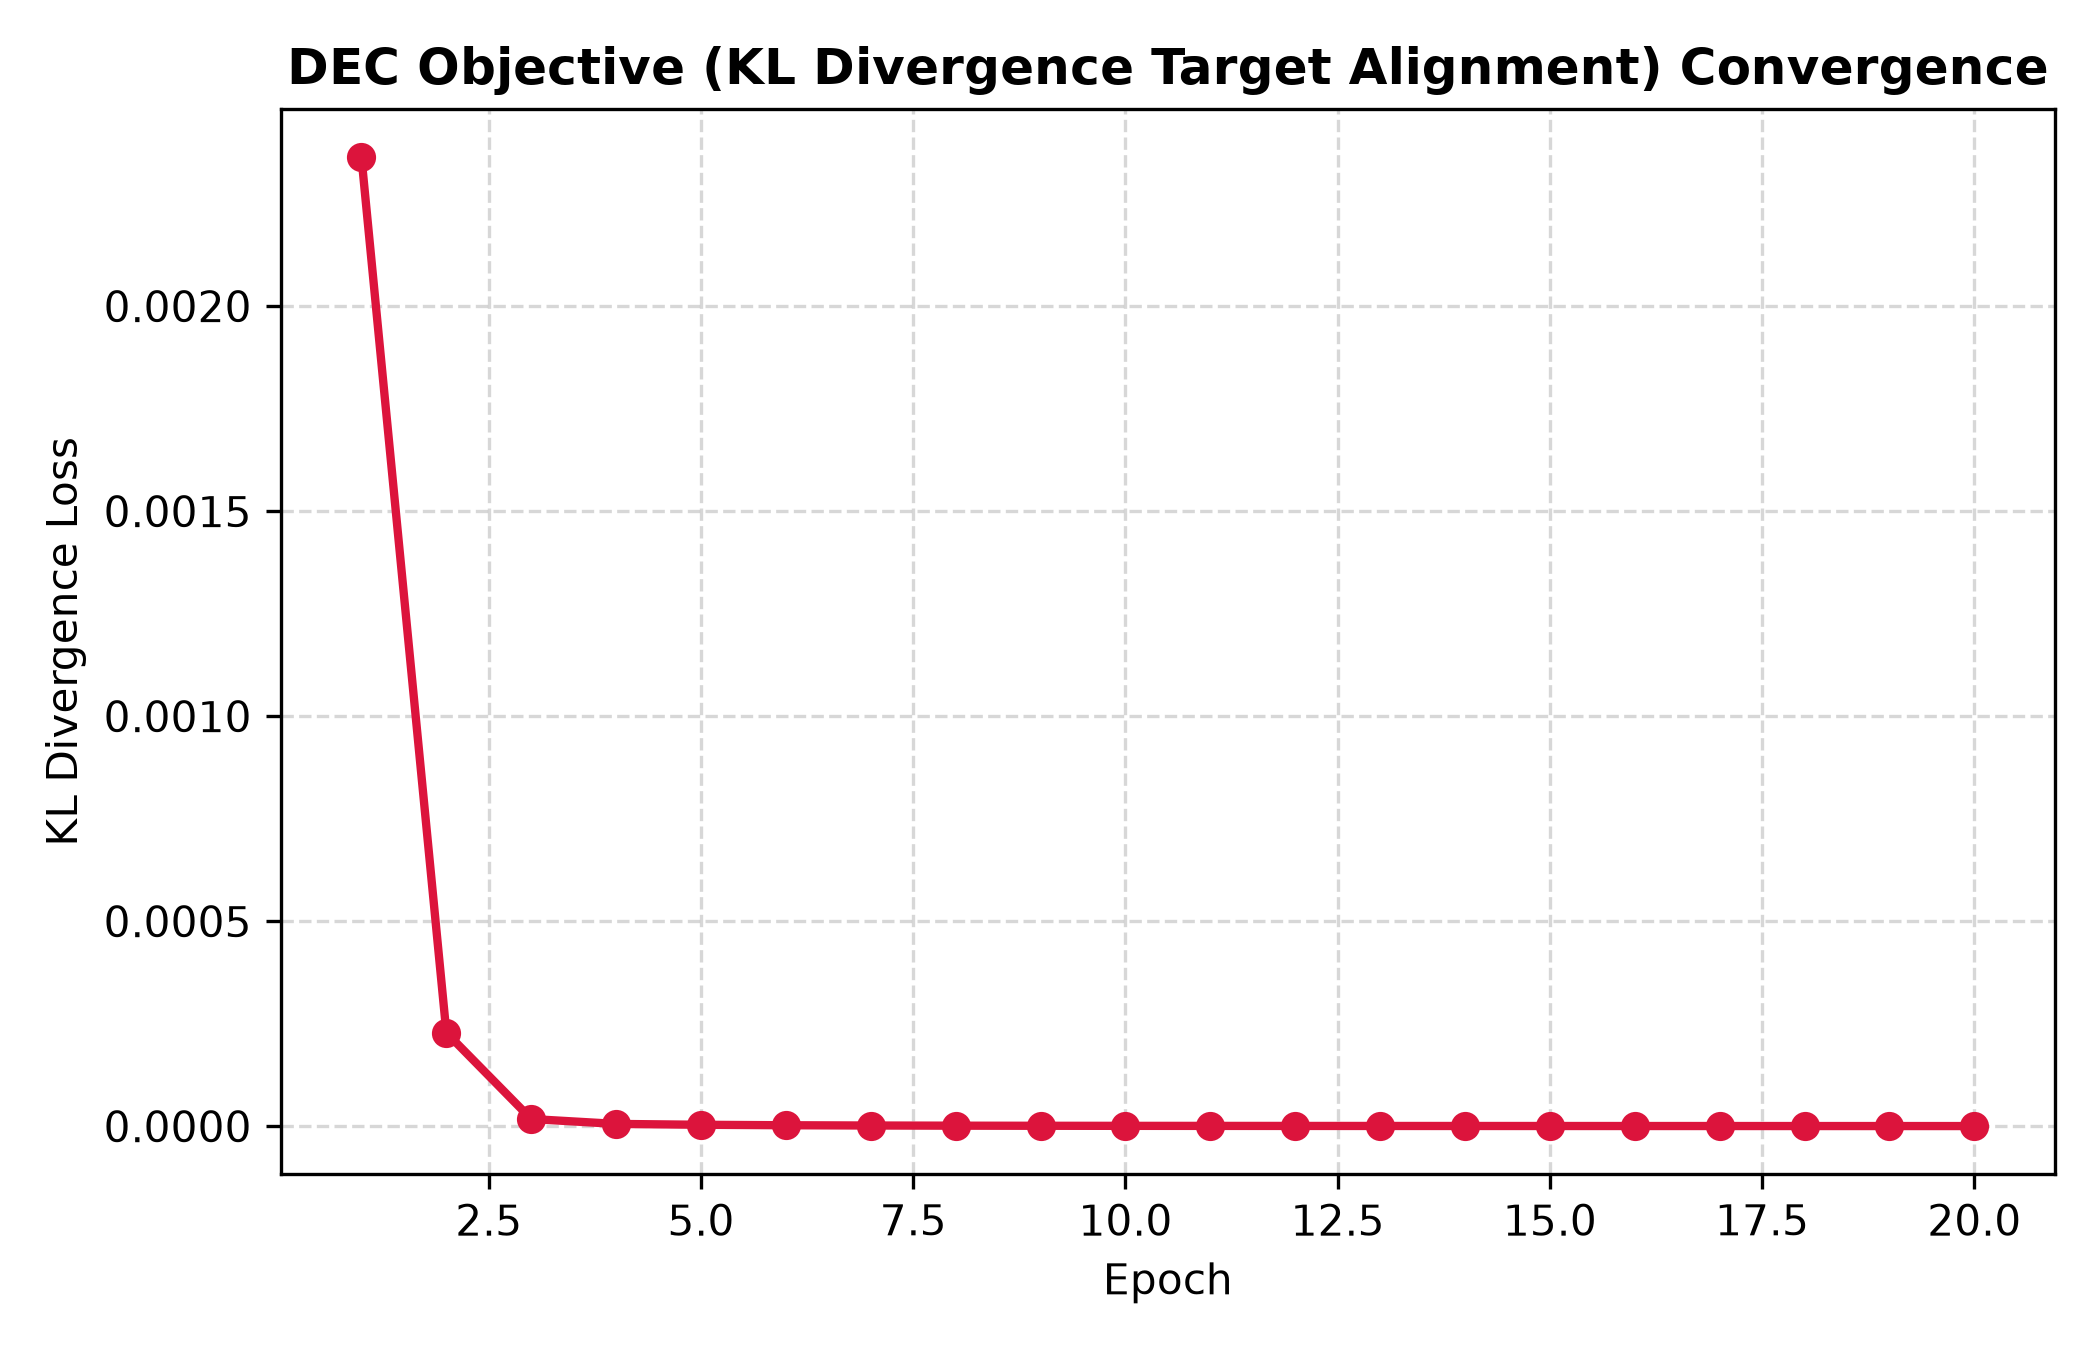 DEC Objective (KL Divergence Target Alignment) Convergence
KL Divergence Loss
0.0020
0.0015
0.0010
0.0005
0.0000
2.5 5.0 7.5 10.0 12.5 15.0 17.5 20.0
Epoch